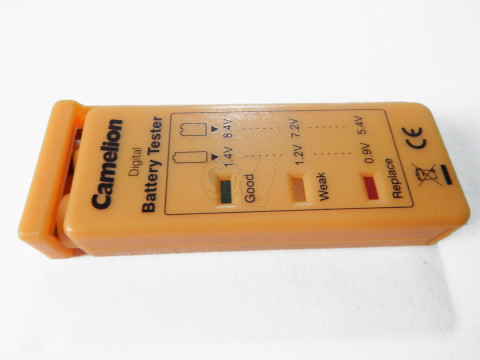 Camelion
Digital
Battery Tester
8.4V 7.2V 5.4V
1.4V 1.2V 0.9V
Good Weak Replace
CE